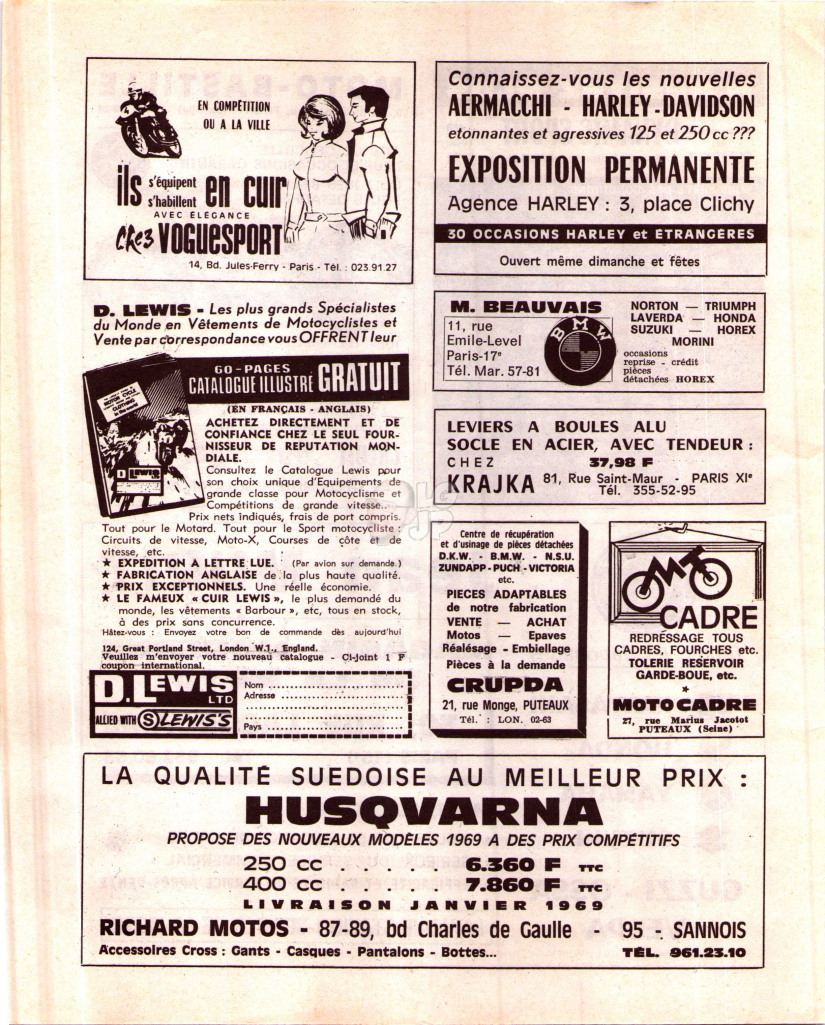 EN COMPÉTITION
OU A LA VILLE
ils s'équipent en cuir
s'habillent
AVEC ÉLÉGANCE
chez VOGUESPORT
14, Bd. Jules-Ferry - Paris - Tél. : 023.91.27
Connaissez-vous les nouvelles
AERMACCHI - HARLEY-DAVIDSON
etonnantes et agressives 125 et 250 cc ???
EXPOSITION PERMANENTE
Agence HARLEY : 3, place Clichy
30 OCCASIONS HARLEY et ETRANGERES
Ouvert même dimanche et fêtes
D. LEWIS - Les plus grands Spécialistes
du Monde en Vêtements de Motocyclistes et
Vente par correspondance vous OFFRENT leur
60-PAGES
CATALOGUE ILLUSTRÉ GRATUIT
(EN FRANÇAIS - ANGLAIS)
MOTOR CYCLE
CLOTHING
LEWIS
ACHETEZ DIRECTEMENT ET DE
CONFIANCE CHEZ LE SEUL FOUR-
NISSEUR DE REPUTATION MON-
DIALE.
Consultez le Catalogue Lewis pour
son choix unique d'Equipements de
grande classe pour Motocyclisme et
Compétitions de grande vitesse..
Prix nets indiqués, frais de port compris.
Tout pour le Motard. Tout pour le Sport motocycliste :
Circuits de vitesse, Moto-X, Courses de côte et de
vitesse, etc.
★ EXPEDITION A LETTRE LUE. (Par avion sur demande.)
★ FABRICATION ANGLAISE de la plus haute qualité.
★ PRIX EXCEPTIONNELS. Une réelle économie.
★ LE FAMEUX « CUIR LEWIS », le plus demandé du
monde, les vêtements « Barbour », etc, tous en stock,
à des prix sans concurrence.
Hâtez-vous : Envoyez votre bon de commande dès aujourd'hui
124, Great Portland Street, London W.1., England.
Veuillez m'envoyer votre nouveau catalogue - Ci-joint 1 F
coupon international.
D. LEWIS
LTD
ALLIED WITH S LEWIS'S
Nom
Adresse
Pays
M. BEAUVAIS
11, rue
Emile-Level
Paris-17e
Tél. Mar. 57-81
BMW
NORTON — TRIUMPH
LAVERDA — HONDA
SUZUKI — HOREX
MORINI
occasions
reprise - crédit
pièces
détachées HOREX
LEVIERS A BOULES ALU
SOCLE EN ACIER, AVEC TENDEUR :
CHEZ 37,98 F
KRAJKA 81, Rue Saint-Maur - PARIS XIe
Tél. 355-52-95
Centre de récupération
et d'usinage de pièces détachées
D.K.W. - B.M.W. - N.S.U.
ZUNDAPP - PUCH - VICTORIA
etc.
PIECES ADAPTABLES
de notre fabrication
VENTE — ACHAT
Motos — Epaves
Réalésage - Embiellage
Pièces à la demande
CRUPDA
21, rue Monge, PUTEAUX
Tél. : LON. 02-63
MOTO
CADRE
REDRESSAGE TOUS
CADRES, FOURCHES etc.
TOLERIE RESERVOIR
GARDE-BOUE, etc.
★
MOTO CADRE
27, rue Marius Jacotot
PUTEAUX (Seine)
LA QUALITÉ SUEDOISE AU MEILLEUR PRIX :
HUSQVARNA
PROPOSE DES NOUVEAUX MODÈLES 1969 A DES PRIX COMPÉTITIFS
250 cc . . . . . . 6.360 F TTC
400 cc . . . . . . 7.860 F TTC
LIVRAISON JANVIER 1969
RICHARD MOTOS - 87-89, bd Charles de Gaulle - 95 - SANNOIS
Accessoires Cross : Gants - Casques - Pantalons - Bottes... TÉL. 961.23.10